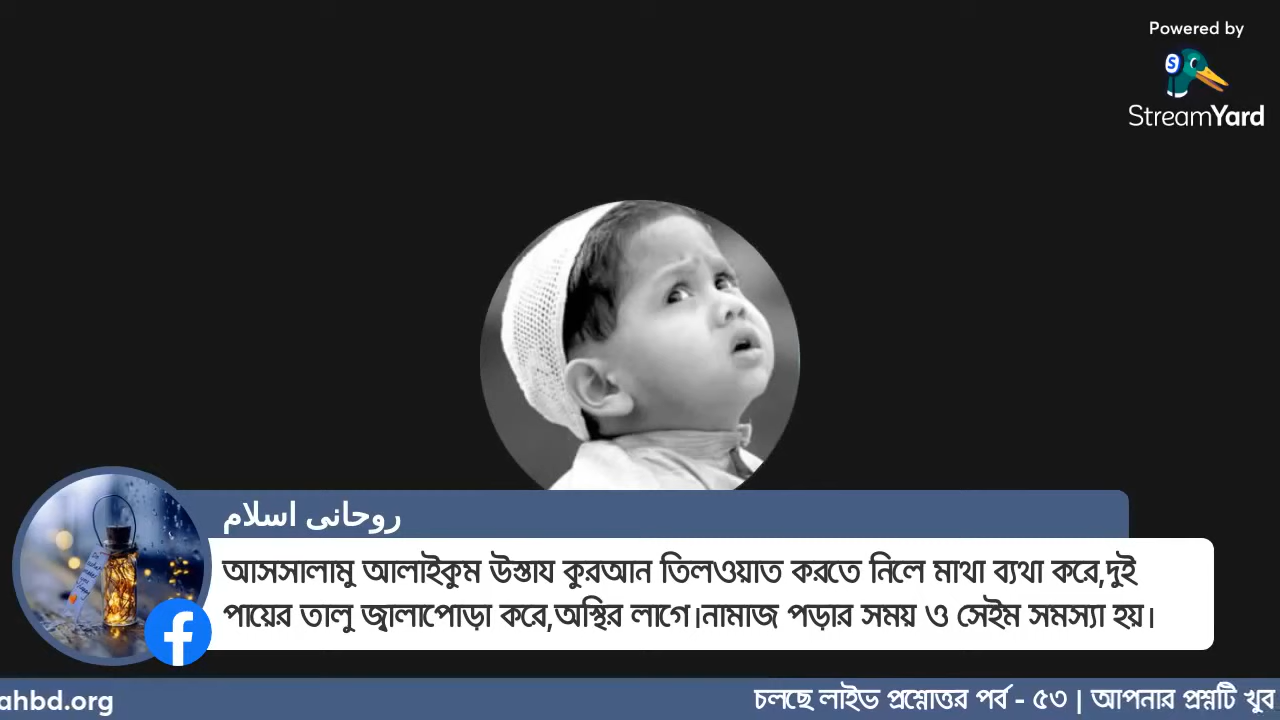 Powered by
StreamYard
روحانی اسلام
আসসালামু আলাইকুম উস্তায কুরআন তিলওয়াত করতে নিলে মাথা ব্যথা করে,দুই
পায়ের তালু জ্বালাপোড়া করে,অস্থির লাগে।নামাজ পড়ার সময় ও সেইম সমস্যা হয়।
ahbd.org
চলছে লাইভ প্রশ্নোত্তর পর্ব - ৫৩ | আপনার প্রশ্নটি খুব